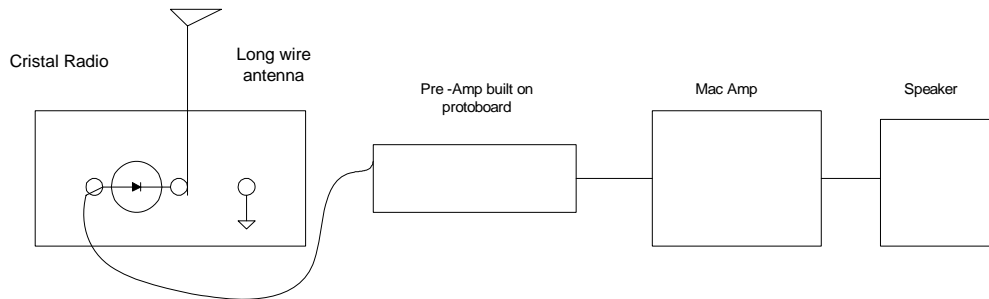 Cristal Radio
Long wire
antenna
Pre -Amp built on
protoboard
Mac Amp
Speaker